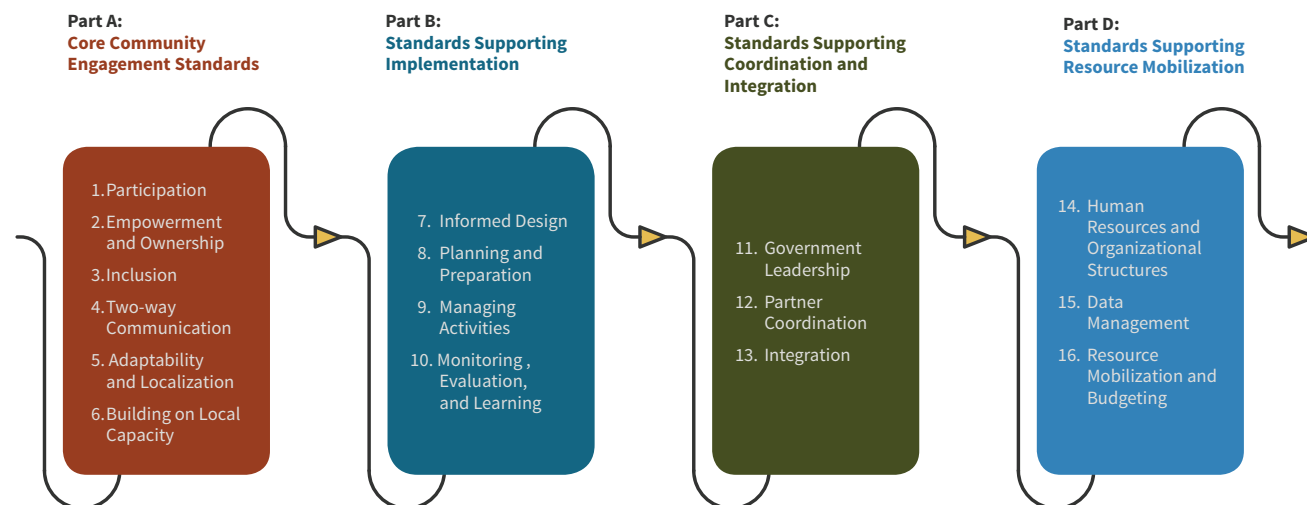 Part A:
Core Community
Engagement Standards
1.Participation
2.Empowerment
and Ownership
3.Inclusion
4.Two-way
Communication
5. Adaptability
and Localization
6.Building on Local
Capacity
Part B:
Standards Supporting
Implementation
7. Informed Design
8. Planning and
Preparation
9. Managing
Activities
10. Monitoring ,
Evaluation,
and Learning
Part C:
Standards Supporting
Coordination and
Integration
11. Government
Leadership
12. Partner
Coordination
13. Integration
Part D:
Standards Supporting
Resource Mobilization
14. Human
Resources and
Organizational
Structures
15. Data
Management
16. Resource
Mobilization and
Budgeting